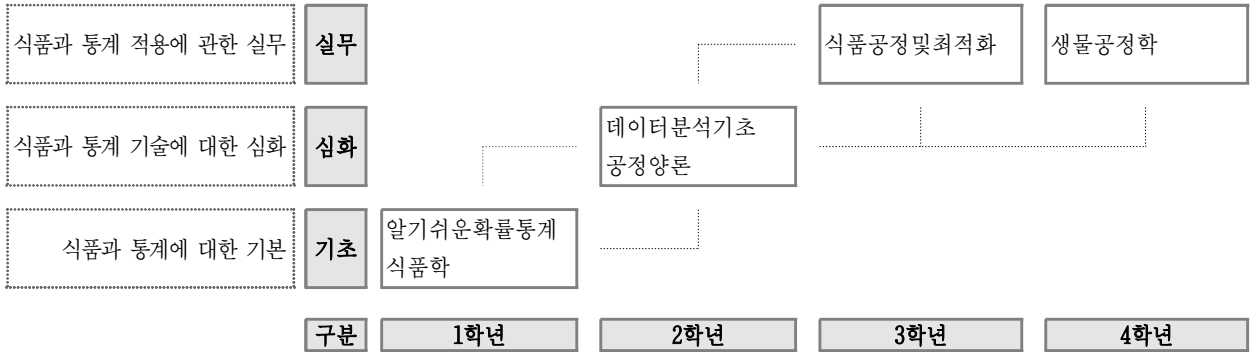 식품과 통계 적용에 관한 실무 실무 식품공정및최적화 생물공정학
식품과 통계 기술에 대한 심화 심화 데이터분석기초
공정양론
식품과 통계에 대한 기본 기초 알기쉬운확률통계
식품학
구분 1학년 2학년 3학년 4학년